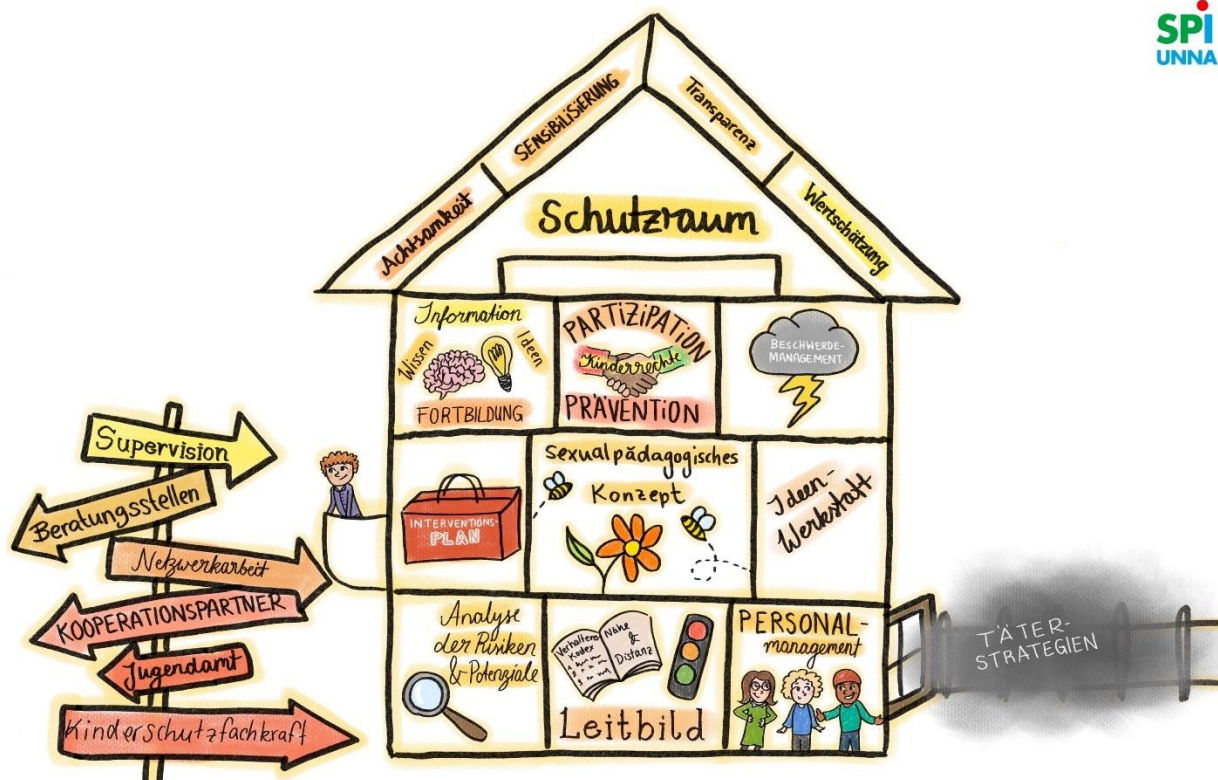 SPI
UNNA
Achtsamkeit
SENSIBILISIERUNG
Transparenz
Wertschätzung
Schutzraum
Information
Wissen
Ideen
FORTBILDUNG
PARTIZIPATION
Kinderrechte
PRÄVENTION
BESCHWERDE-
MANAGEMENT
Supervision
Beratungsstellen
Netzwerkarbeit
KOOPERATIONSPARTNER
Jugendamt
Kinderschutzfachkraft
INTERVENTIONS-
PLAN
Sexualpädagogisches
Konzept
Ideen-
Werkstatt
Analyse
der Risiken
& Potenziale
Verhaltens
Kodex
Nähe
&
Distanz
Leitbild
PERSONAL-
management
TÄTER-
STRATEGIEN